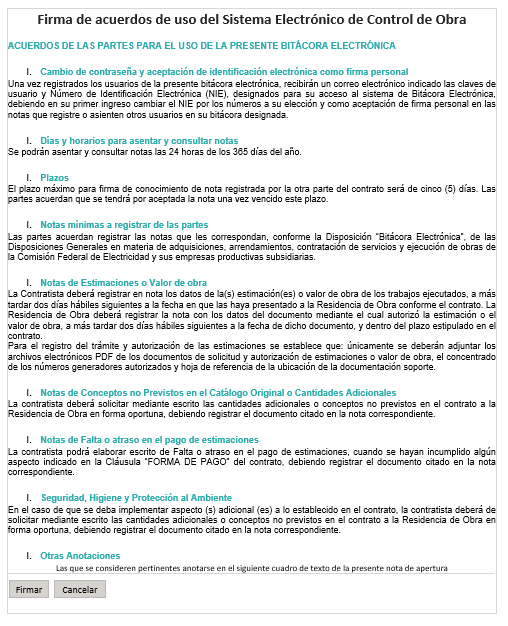 Firma de acuerdos de uso del Sistema Electrónico de Control de Obra
ACUERDOS DE LAS PARTES PARA EL USO DE LA PRESENTE BITÁCORA ELECTRÓNICA
I. Cambio de contraseña y aceptación de identificación electrónica como firma personal
Una vez registrados los usuarios de la presente bitácora electrónica, recibirán un correo electrónico indicado las claves de
usuario y Número de Identificación Electrónica (NIE), designados para su acceso al sistema de Bitácora Electrónica,
debiendo en su primer ingreso cambiar el NIE por los números a su elección y como aceptación de firma personal en las
notas que registre o asienten otros usuarios en su bitácora designada.
I. Días y horarios para asentar y consultar notas
Se podrán asentar y consultar notas las 24 horas de los 365 días del año.
I. Plazos
El plazo máximo para firma de conocimiento de nota registrada por la otra parte del contrato será de cinco (5) días. Las
partes acuerdan que se tendrá por aceptada la nota una vez vencido este plazo.
I. Notas mínimas a registrar de las partes
Las partes acuerdan registrar las notas que les correspondan, conforme la Disposición "Bitácora Electrónica", de las
Disposiciones Generales en materia de adquisiciones, arrendamientos, contratación de servicios y ejecución de obras de
la Comisión Federal de Electricidad y sus empresas productivas subsidiarias.
I. Notas de Estimaciones o Valor de obra
La Contratista deberá registrar en nota los datos de la(s) estimación(es) o valor de obra de los trabajos ejecutados, a más
tardar dos días hábiles siguientes a la fecha en que las haya presentado a la Residencia de Obra conforme el contrato. La
Residencia de Obra deberá registrar la nota con los datos del documento mediante el cual autorizó la estimación o el
valor de obra, a más tardar dos días hábiles siguientes a la fecha de dicho documento, y dentro del plazo estipulado en el
contrato.
Para el registro del trámite y autorización de las estimaciones se establece que: únicamente se deberán adjuntar los
archivos electrónicos PDF de los documentos de solicitud y autorización de estimaciones o valor de obra, el concentrado
de los números generadores autorizados y hoja de referencia de la ubicación de la documentación soporte.
I. Notas de Conceptos no Previstos en el Catálogo Original o Cantidades Adicionales
La contratista deberá solicitar mediante escrito las cantidades adicionales o conceptos no previstos en el contrato a la
Residencia de Obra en forma oportuna, debiendo registrar el documento citado en la nota correspondiente.
I. Notas de Falta o atraso en el pago de estimaciones
La contratista podrá elaborar escrito de Falta o atraso en el pago de estimaciones, cuando se hayan incumplido algún
aspecto indicado en la Cláusula "FORMA DE PAGO" del contrato, debiendo registrar el documento citado en la nota
correspondiente.
I. Seguridad, Higiene y Protección al Ambiente
En el caso de que se deba implementar aspecto (s) adicional (es) a lo establecido en el contrato, la contratista deberá de
solicitar mediante escrito las cantidades adicionales o conceptos no previstos en el contrato a la Residencia de Obra en
forma oportuna, debiendo registrar el documento citado en la nota correspondiente.
I. Otras Anotaciones
Las que se consideren pertinentes anotarse en el siguiente cuadro de texto de la presente nota de apertura
Firmar Cancelar